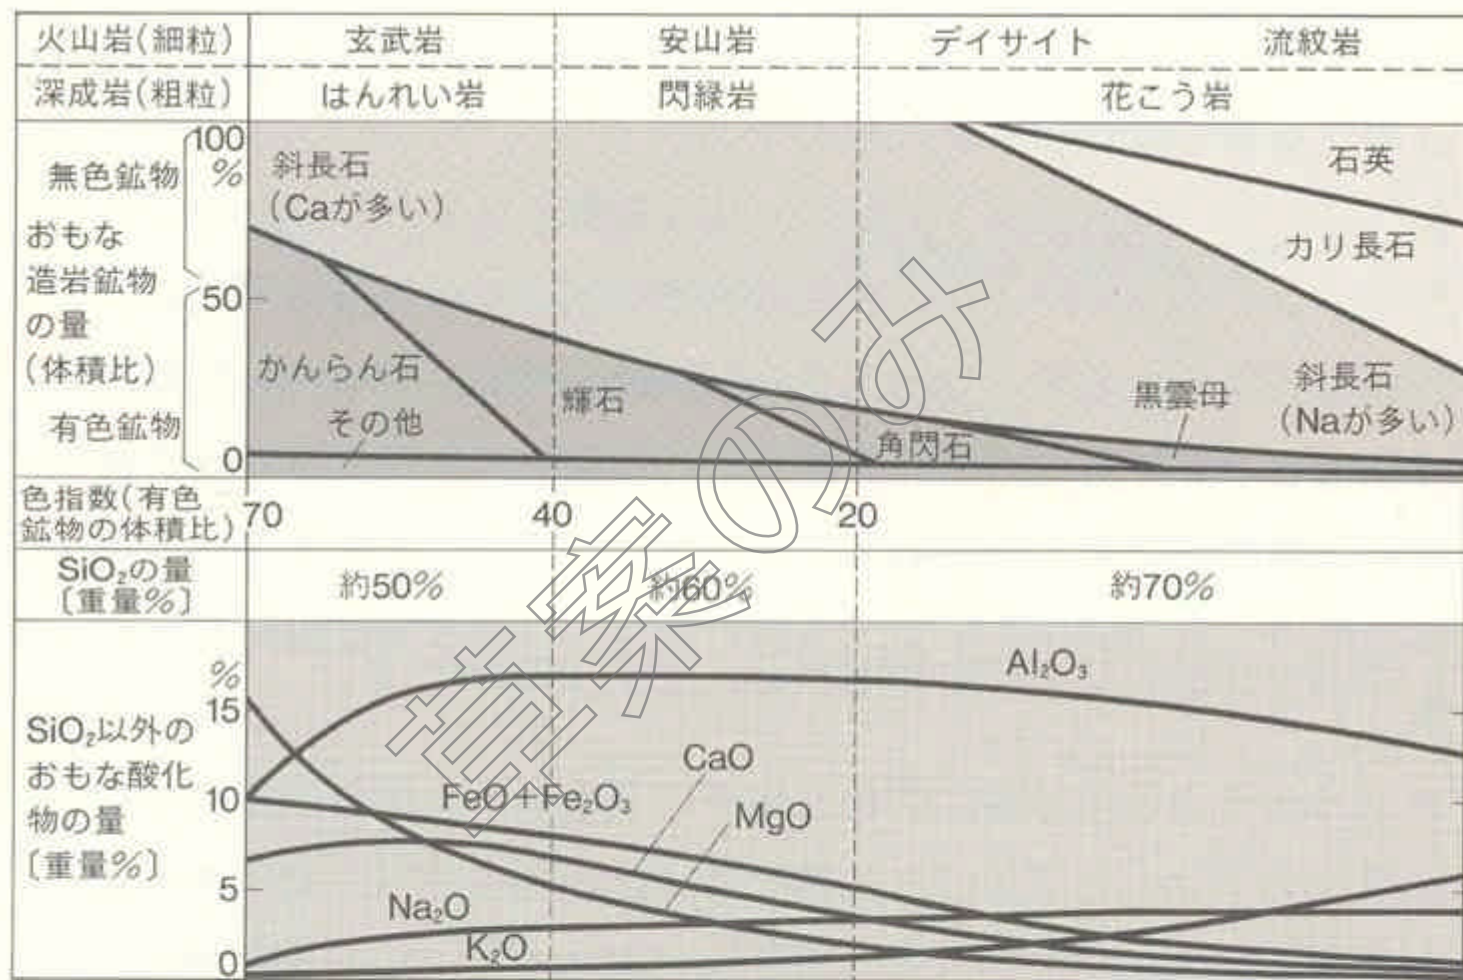 火山岩(細粒) 玄武岩 安山岩 デイサイト 流紋岩
深成岩(粗粒) はんれい岩 閃緑岩 花こう岩
無色鉱物
おもな
造岩鉱物
の量
(体積比)
有色鉱物
100
%
50
0
斜長石
(Caが多い)
石英
カリ長石
かんらん石
その他
輝石
角閃石
黒雲母
斜長石
(Naが多い)
色指数(有色
鉱物の体積比)
70 40 20
SiO₂の量
〔重量%〕
約50% 約60% 約70%
SiO₂以外の
おもな酸化
物の量
〔重量%〕
%
15
10
5
0
Al₂O₃
CaO
FeO+Fe₂O₃
MgO
Na₂O
K₂O
草案のみ